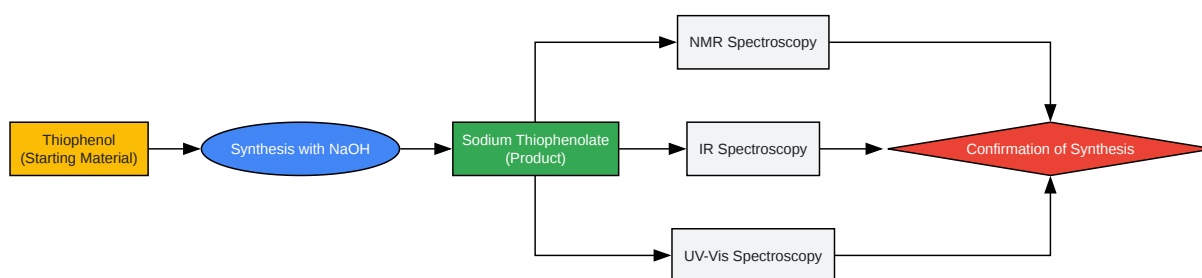 Thiophenol
(Starting Material)
Synthesis with NaOH
Sodium Thiophenolate
(Product)
NMR Spectroscopy
IR Spectroscopy
UV-Vis Spectroscopy
Confirmation of Synthesis